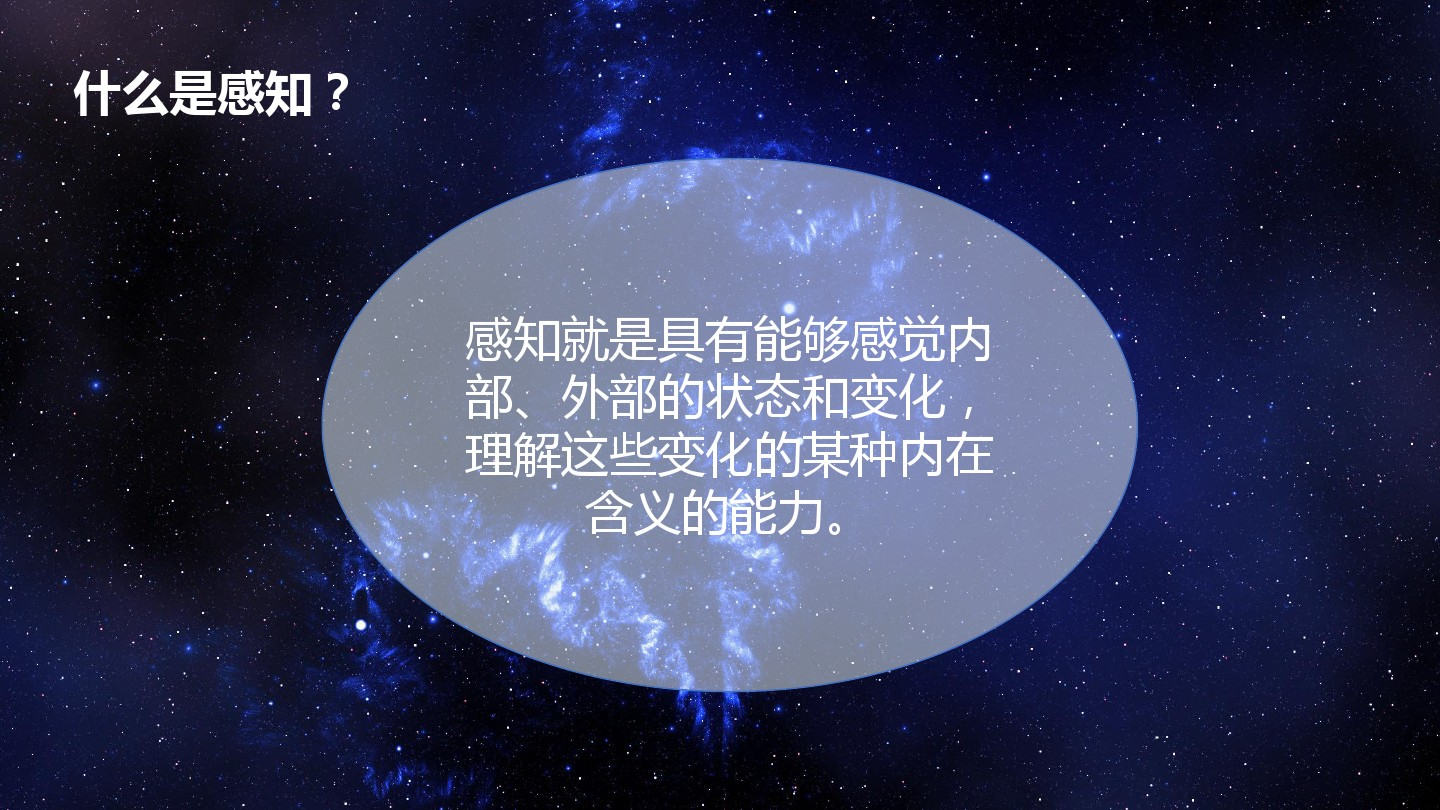 什么是感知？
感知就是具有能够感觉内
部、外部的状态和变化，
理解这些变化的某种内在
含义的能力。